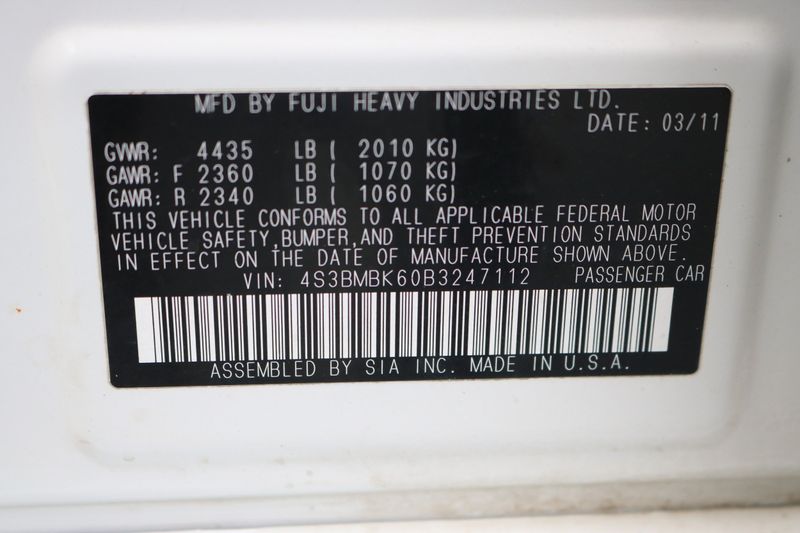 MFD BY FUJI HEAVY INDUSTRIES LTD.
DATE: 03/11
GVWR: 4435 LB ( 2010 KG)
GAWR: F 2360 LB ( 1070 KG)
GAWR: R 2340 LB ( 1060 KG)
THIS VEHICLE CONFORMS TO ALL APPLICABLE FEDERAL MOTOR
VEHICLE SAFETY,BUMPER,AND THEFT PREVENTION STANDARDS
IN EFFECT ON THE DATE OF MANUFACTURE SHOWN ABOVE.
VIN: 4S3BMBK60B3247112 PASSENGER CAR
ASSEMBLED BY SIA INC. MADE IN U.S.A.